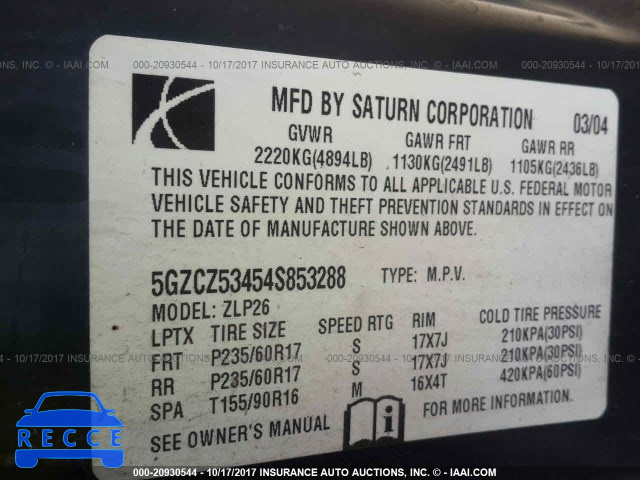 000-20930544 - 10/17/2017 INSURANCE AUTO AUCTIONS, INC. - © IAAI.COM
MFD BY SATURN CORPORATION 03/04
GVWR GAWR FRT GAWR RR
2220KG(4894LB) 1130KG(2491LB) 1105KG(2436LB)
THIS VEHICLE CONFORMS TO ALL APPLICABLE U.S. FEDERAL MOTOR
VEHICLE SAFETY AND THEFT PREVENTION STANDARDS IN EFFECT ON
THE DATE OF MANUFACTURE SHOWN ABOVE.
5GZCZ53454S853288 TYPE: M.P.V.
MODEL: ZLP26
LPTX TIRE SIZE SPEED RTG RIM COLD TIRE PRESSURE
FRT P235/60R17 S 17X7J 210KPA(30PSI)
RR P235/60R17 S 17X7J 210KPA(30PSI)
SPA T155/90R16 M 16X4T 420KPA(60PSI)
SEE OWNER'S MANUAL i FOR MORE INFORMATION.
RECCE
000-20930544 - 10/17/2017 INSURANCE AUTO AUCTIONS, INC. - © IAAI.COM